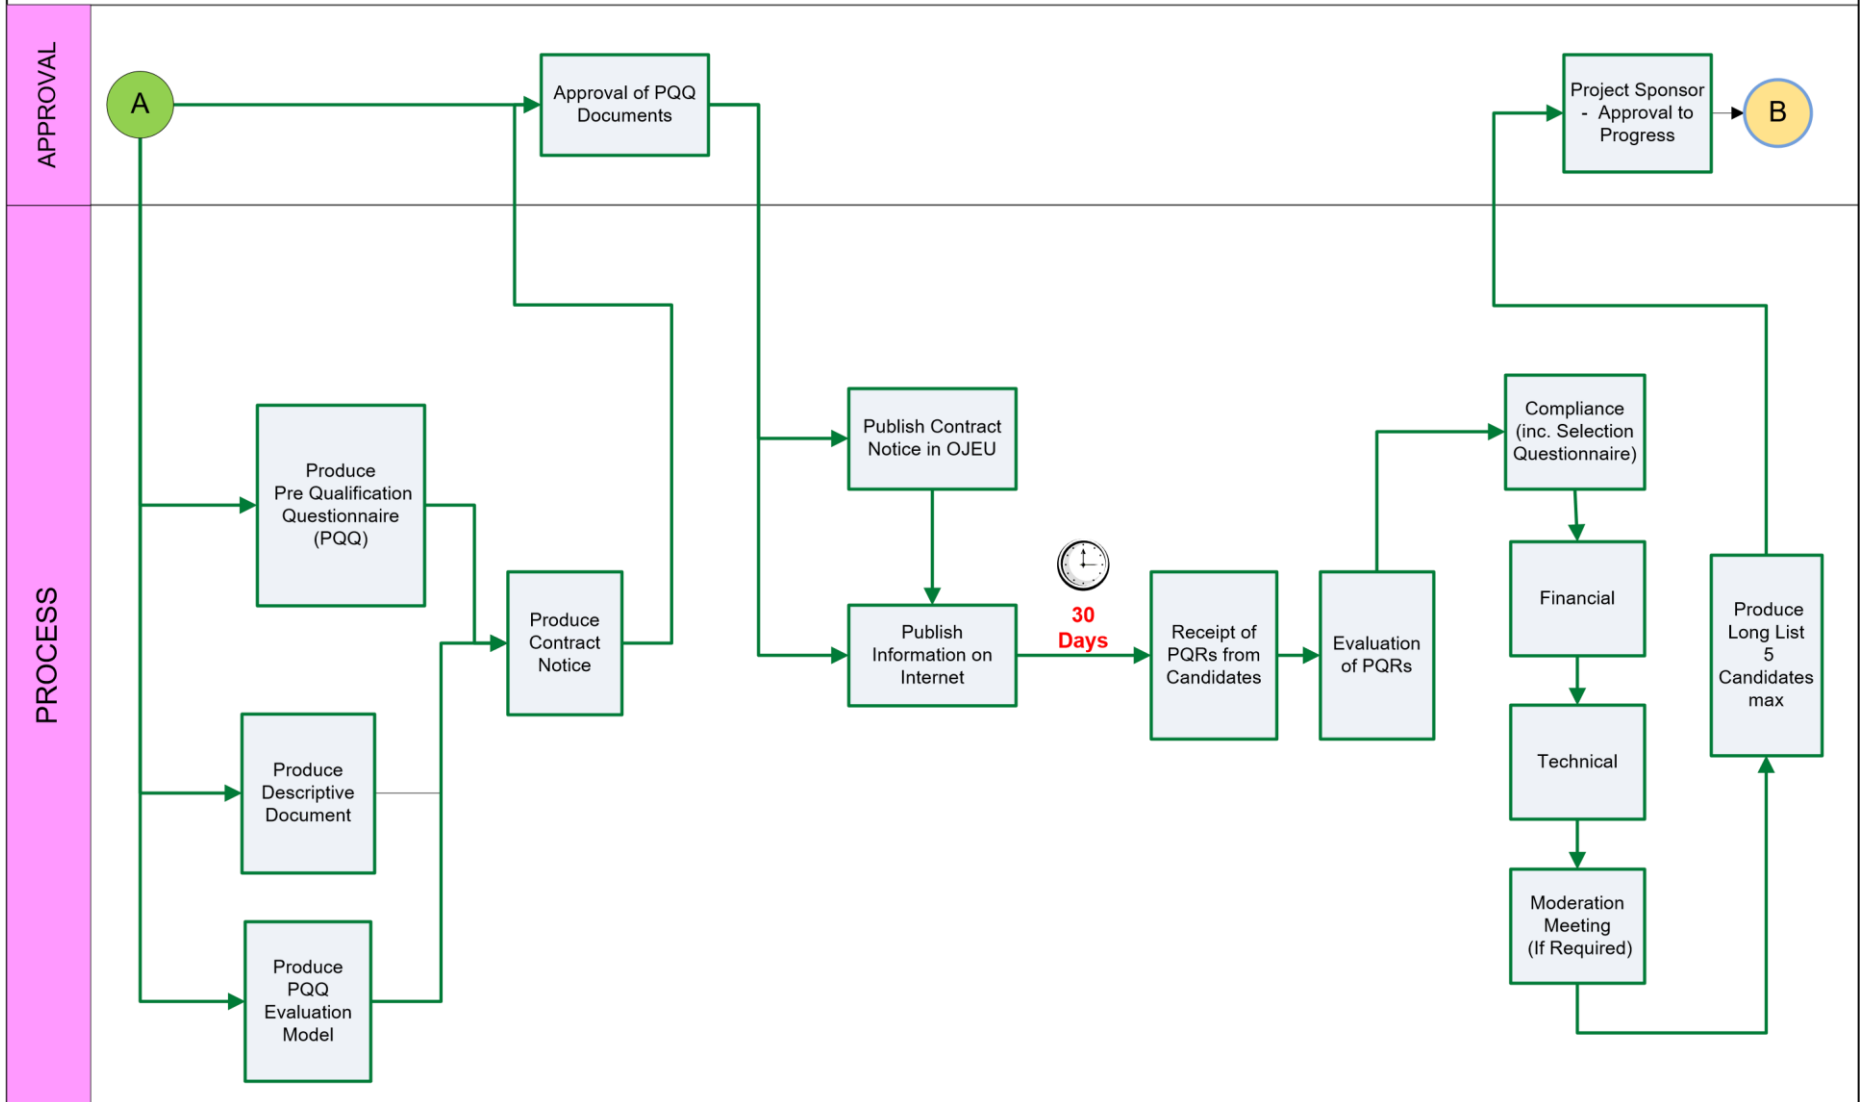 APPROVAL
A
Approval of PQQ
Documents
Project Sponsor
- Approval to
Progress
B
PROCESS
Produce
Pre Qualification
Questionnaire
(PQQ)
Produce
Descriptive
Document
Produce
PQQ
Evaluation
Model
Produce
Contract
Notice
Publish Contract
Notice in OJEU
Publish
Information on
Internet
30
Days
Receipt of
PQRs from
Candidates
Evaluation
of PQRs
Compliance
(inc. Selection
Questionnaire)
Financial
Technical
Moderation
Meeting
(If Required)
Produce
Long List
5
Candidates
max